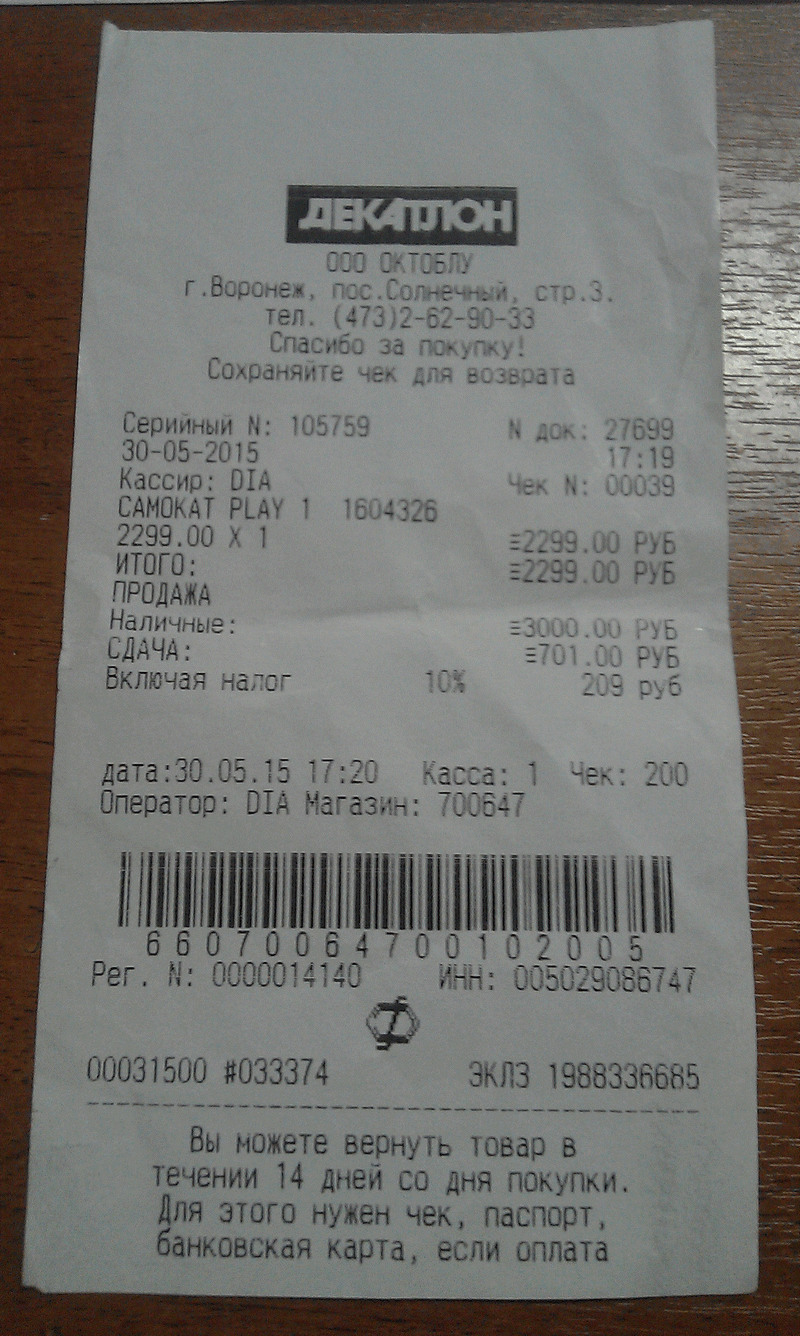 ДЕКАТЛОН
ООО ОКТОБЛУ
г.Воронеж, пос.Солнечный, стр.3.
тел. (473)2-62-90-33
Спасибо за покупку!
Сохраняйте чек для возврата
Серийный N: 105759 N док: 27699
30-05-2015 17:19
Кассир: DIA Чек N: 00039
САМОКАТ PLAY 1 1604326
2299.00 X 1 ≡2299.00 РУБ
ИТОГО: ≡2299.00 РУБ
ПРОДАЖА
Наличные: ≡3000.00 РУБ
СДАЧА: ≡701.00 РУБ
Включая налог 10% 209 руб
дата:30.05.15 17:20 Касса: 1 Чек: 200
Оператор: DIA Магазин: 700647
66070064700102005
Рег. N: 0000014140 ИНН: 005029086747
00031500 #033374 ЭКЛЗ 1988336685
Вы можете вернуть товар в
течении 14 дней со дня покупки.
Для этого нужен чек, паспорт,
банковская карта, если оплата